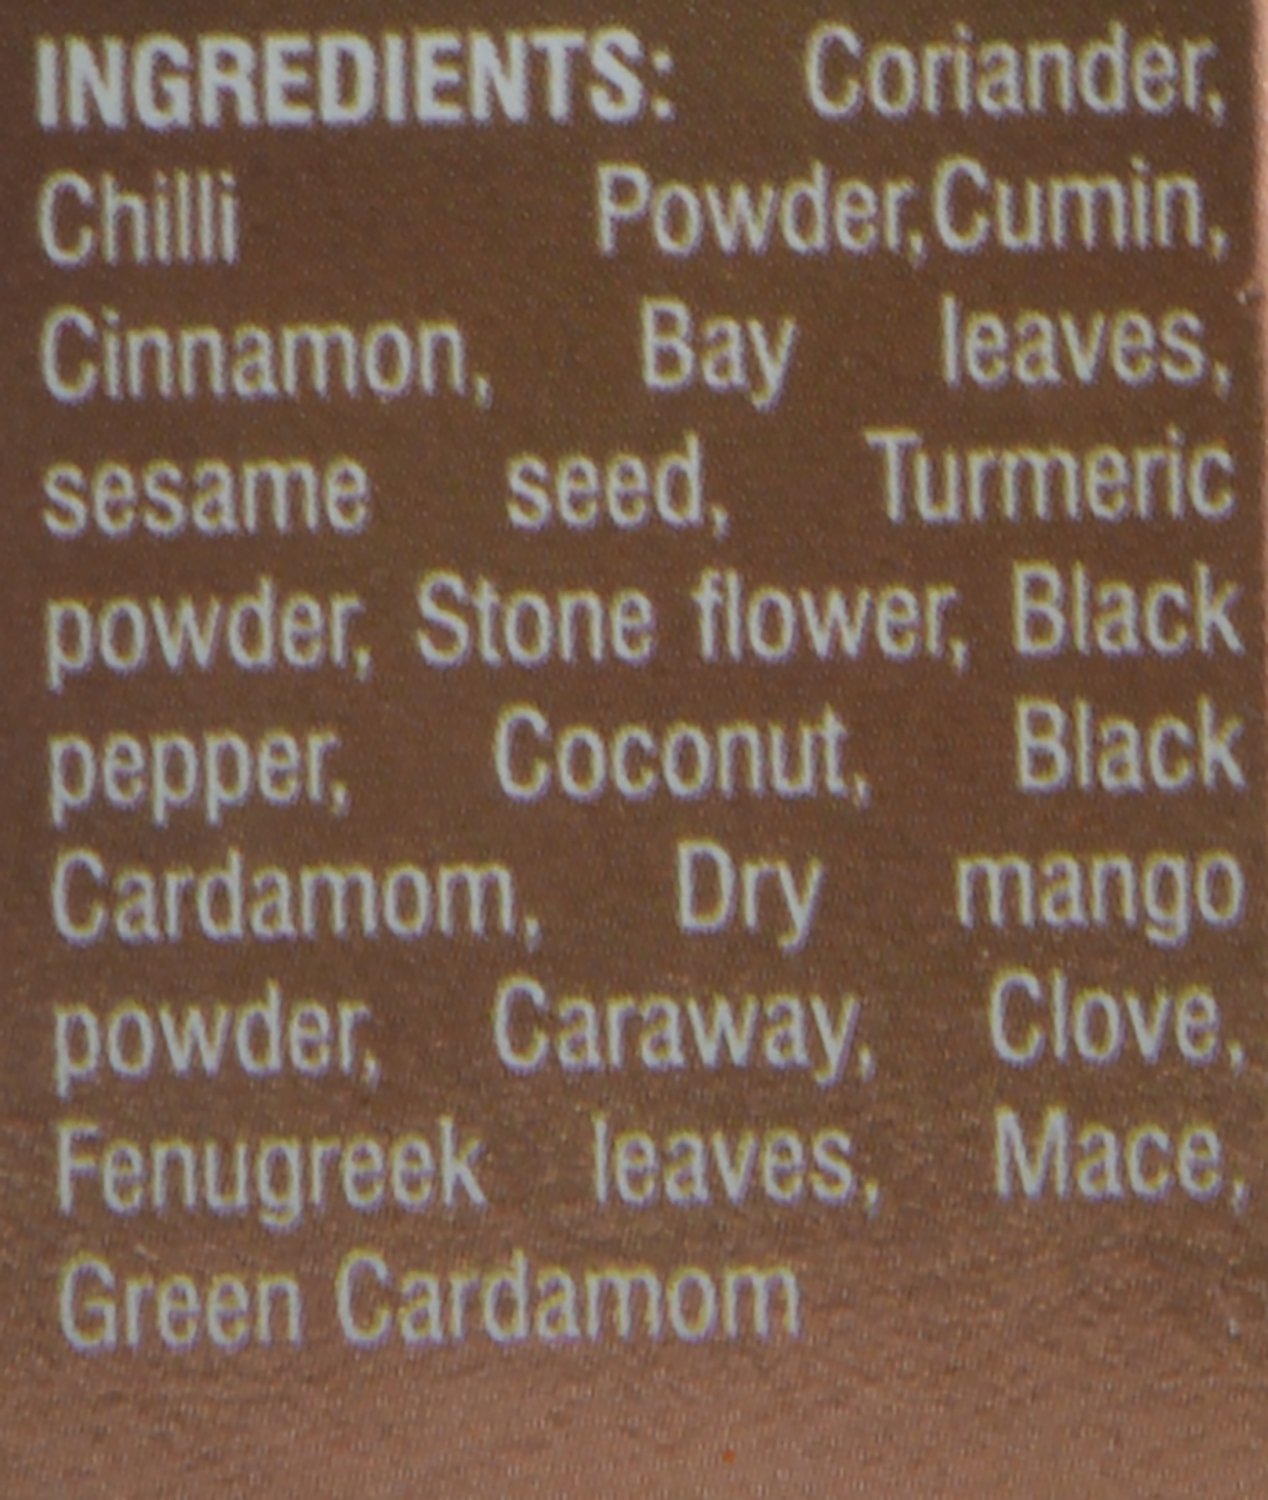 INGREDIENTS: Coriander,
Chilli Powder,Cumin,
Cinnamon, Bay leaves,
sesame seed, Turmeric
powder, Stone flower, Black
pepper, Coconut, Black
Cardamom, Dry mango
powder, Caraway, Clove,
Fenugreek leaves, Mace,
Green Cardamom